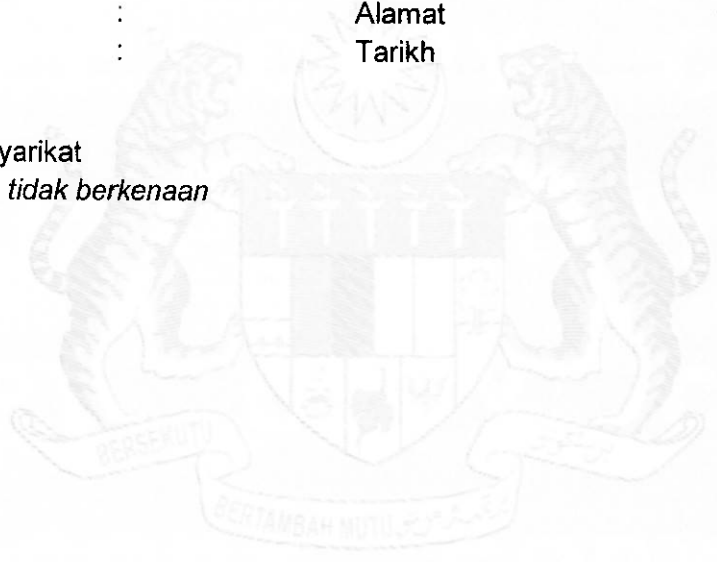 : Alamat
: Tarikh
yarikat
tidak berkenaan
BERSEKUTU
BERTAMBAH MUTU